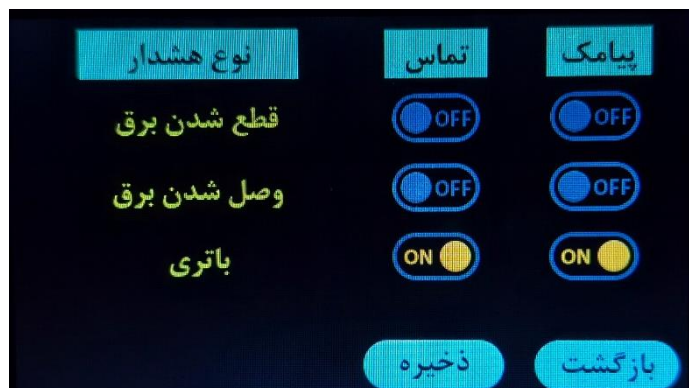 پیامک تماس نوع هشدار
OFF OFF قطع شدن برق
OFF OFF وصل شدن برق
ON ON باتری
بازگشت ذخیره